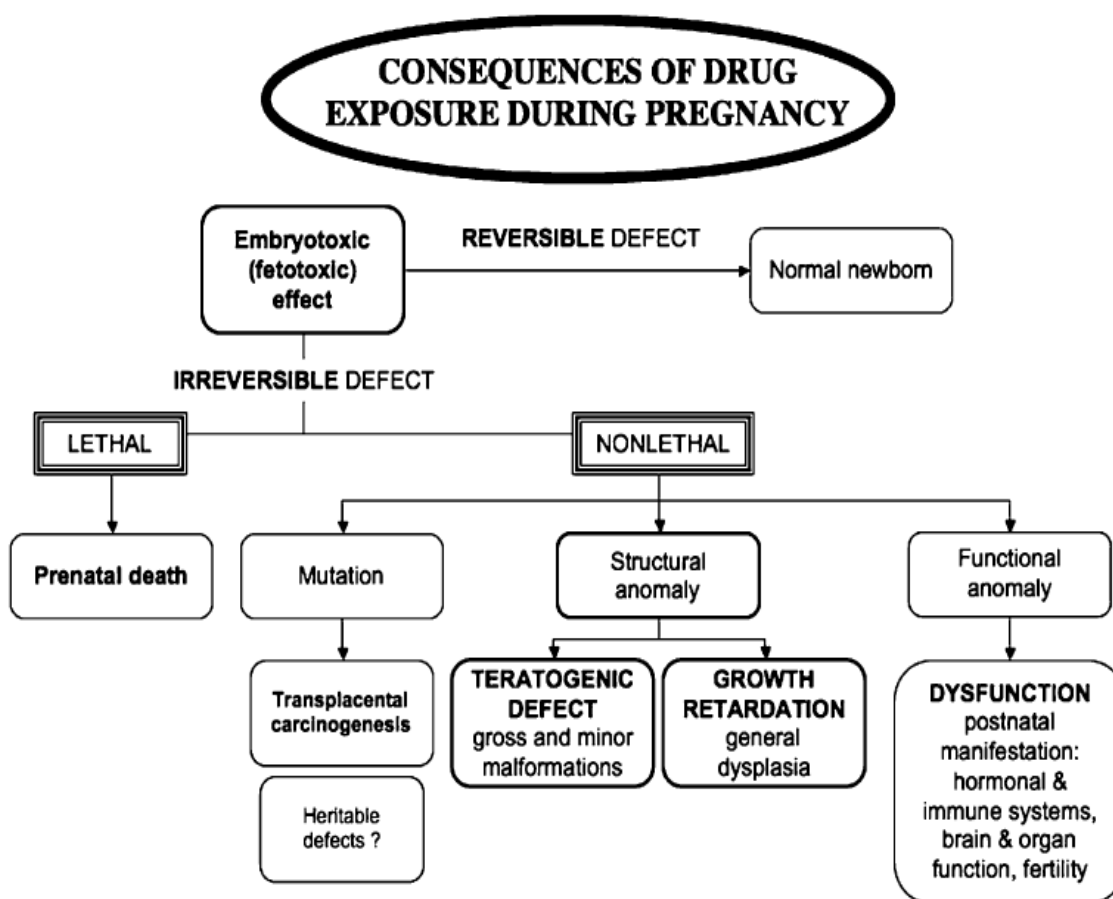 CONSEQUENCES OF DRUG
EXPOSURE DURING PREGNANCY
Embryotoxic
(fetotoxic)
effect
REVERSIBLE DEFECT
Normal newborn
IRREVERSIBLE DEFECT
LETHAL
NONLETHAL
Prenatal death
Mutation
Structural
anomaly
Functional
anomaly
Transplacental
carcinogenesis
Heritable
defects ?
TERATOGENIC
DEFECT
gross and minor
malformations
GROWTH
RETARDATION
general
dysplasia
DYSFUNCTION
postnatal
manifestation:
hormonal &
immune systems,
brain & organ
function, fertility